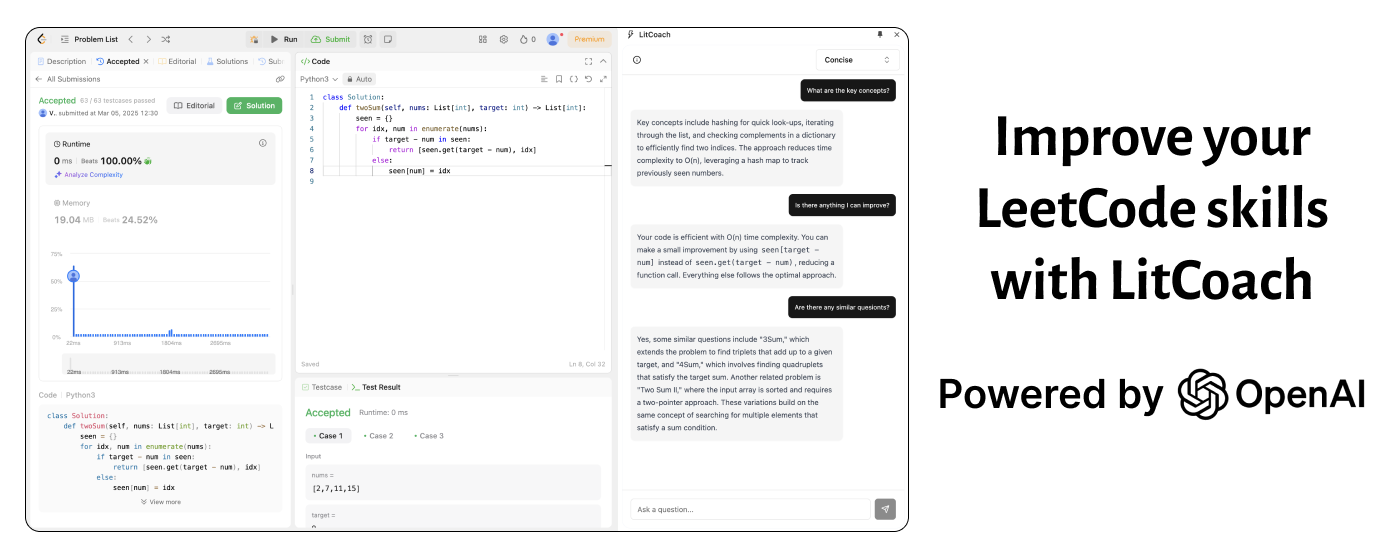 Problem List
Run
Submit
0
Premium
Description
Accepted
Editorial
Solutions
Sub
All Submissions
Accepted 63 / 63 testcases passed
V.. submitted at Mar 05, 2025 12:30
Editorial
Solution
Runtime
0 ms Beats 100.00%
Analyze Complexity
Memory
19.04 MB Beats 24.52%
75%
50%
25%
0%
22ms 913ms 1804ms 2695ms
22ms 913ms 1804ms 2695ms
Code Python3
class Solution:
def twoSum(self, nums: List[int], target: int) -> L
seen = {}
for idx, num in enumerate(nums):
if target - num in seen:
return [seen.get(target - num), idx]
else:
seen[num] = idx
View more
</> Code
Python3 Auto
1 class Solution:
2 def twoSum(self, nums: List[int], target: int) -> List[int]:
3 seen = {}
4 for idx, num in enumerate(nums):
5 if target - num in seen:
6 return [seen.get(target - num), idx]
7 else:
8 seen[num] = idx
9
Saved
Ln 8, Col 32
Testcase
Test Result
Accepted Runtime: 0 ms
• Case 1 • Case 2 • Case 3
Input
nums =
[2,7,11,15]
target =
LitCoach
Concise
What are the key concepts?
Key concepts include hashing for quick look-ups, iterating
through the list, and checking complements in a dictionary
to efficiently find two indices. The approach reduces time
complexity to O(n), leveraging a hash map to track
previously seen numbers.
Is there anything I can improve?
Your code is efficient with O(n) time complexity. You can
make a small improvement by using seen[target -
num] instead of seen.get(target - num), reducing a
function call. Everything else follows the optimal approach.
Are there any similar quesionts?
Yes, some similar questions include "3Sum," which
extends the problem to find triplets that add up to a given
target, and "4Sum," which involves finding quadruplets
that satisfy the target sum. Another related problem is
"Two Sum II," where the input array is sorted and requires
a two-pointer approach. These variations build on the
same concept of searching for multiple elements that
satisfy a sum condition.
Ask a question...
Improve your
LeetCode skills
with LitCoach
Powered by OpenAI